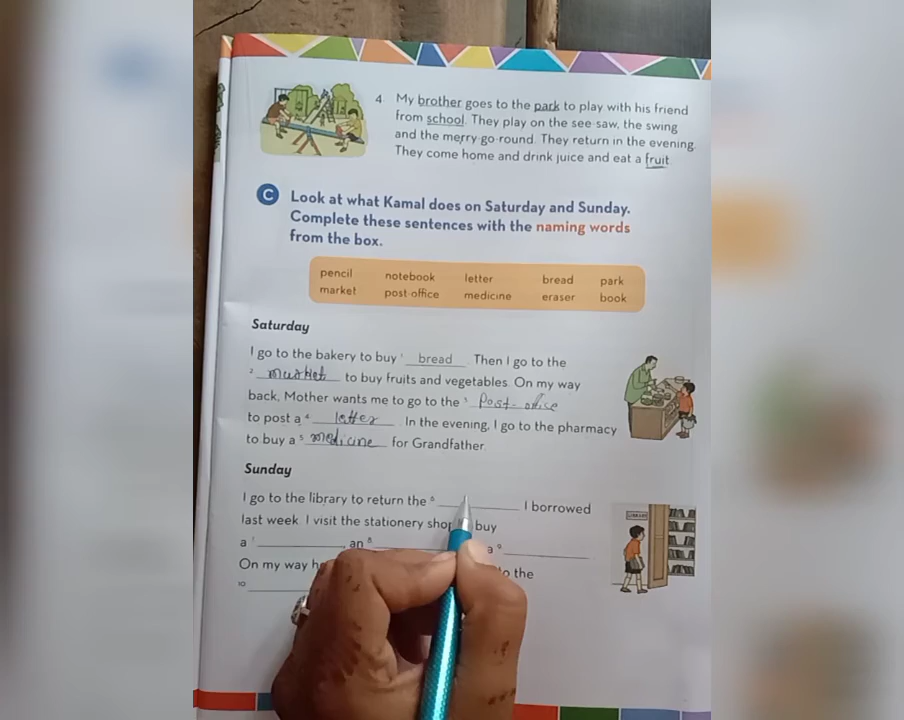 4 My brother goes to the park to play with his friend
from school. They play on the see-saw, the swing
and the merry-go-round. They return in the evening.
They come home and drink juice and eat a fruit.
C Look at what Kamal does on Saturday and Sunday.
Complete these sentences with the naming words
from the box.
pencil notebook letter bread park
market post-office medicine eraser book
Saturday
I go to the bakery to buy 1 bread. Then I go to the
2 market to buy fruits and vegetables. On my way
back, Mother wants me to go to the 3 Post-office
to post a 4 letter. In the evening, I go to the pharmacy
to buy a 5 medicine for Grandfather.
Sunday
I go to the library to return the 6 ________ I borrowed
last week. I visit the stationery shop buy
a 7 ________ an 8 a 9 ________
On my way the
10 ________
LIBRARY